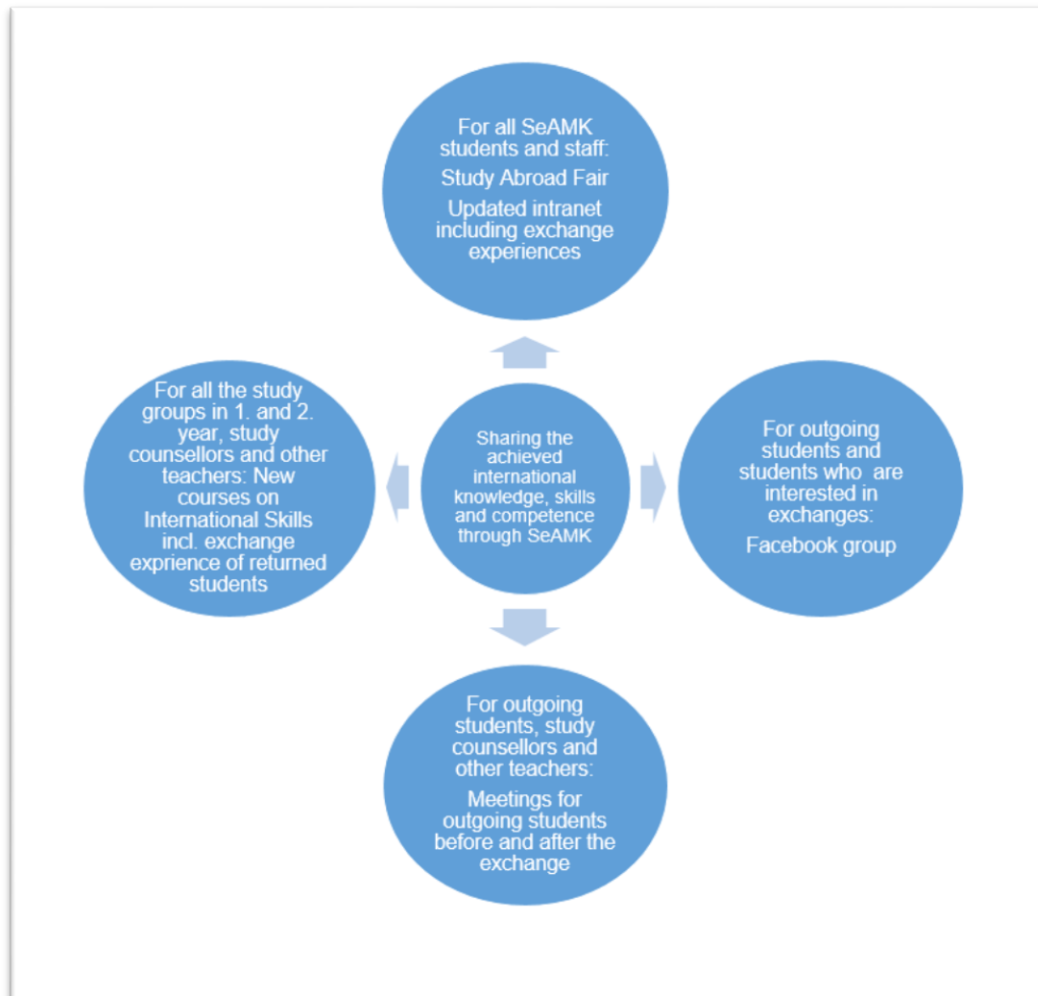 For all SeAMK
students and staff:
Study Abroad Fair
Updated intranet
including exchange
experiences
For all the study
groups in 1. and 2.
year, study
counsellors and other
teachers: New
courses on
International Skills
incl. exchange
exprience of returned
students
Sharing the
achieved
international
knowledge, skills
and competence
through SeAMK
For outgoing
students and
students who are
interested in
exchanges:
Facebook group
For outgoing
students, study
counsellors and
other teachers:
Meetings for
outgoing students
before and after the
exchange